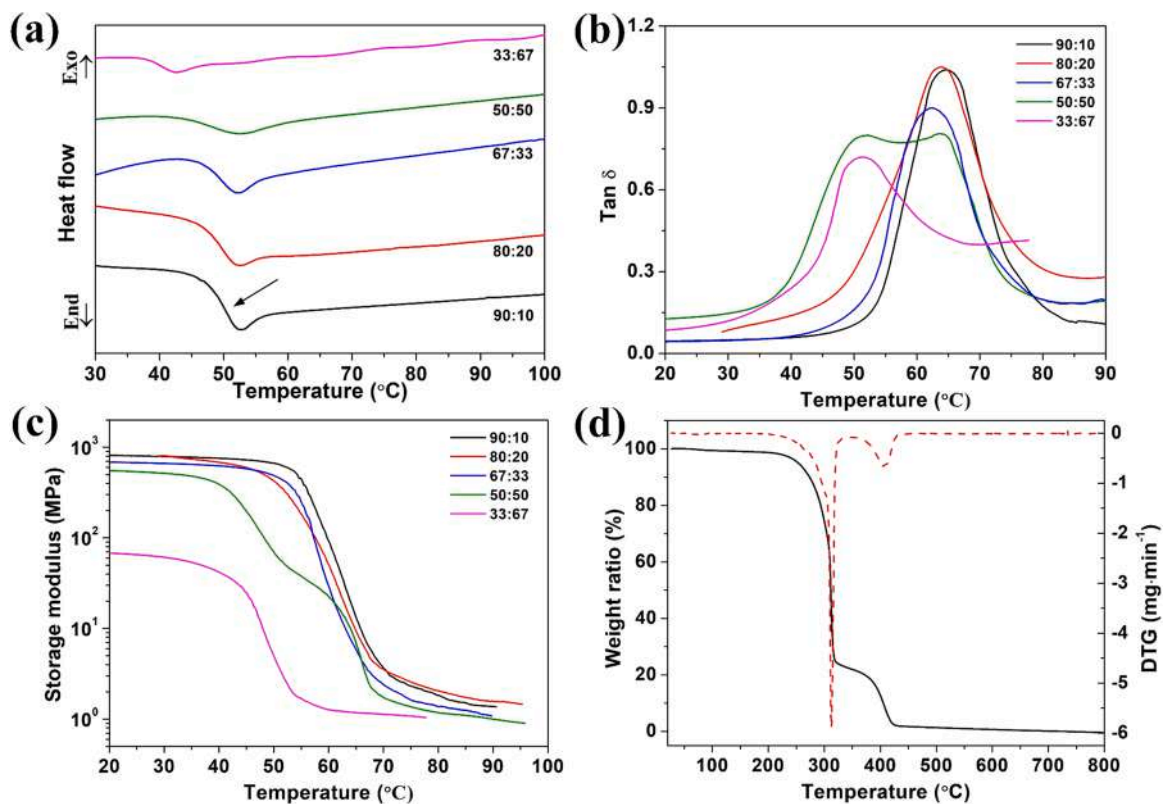 (a)
Exo
End
Heat flow
33:67
50:50
67:33
80:20
90:10
30 40 50 60 70 80 90 100
Temperature (°C)
(b)
Tan δ
1.2
0.9
0.6
0.3
0.0
90:10
80:20
67:33
50:50
33:67
20 30 40 50 60 70 80 90
Temperature (°C)
(c)
Storage modulus (MPa)
10³
10²
10¹
10⁰
90:10
80:20
67:33
50:50
33:67
20 30 40 50 60 70 80 90 100
Temperature (°C)
(d)
Weight ratio (%)
100
80
60
40
20
0
0
-1
-2
-3
-4
-5
-6
DTG (mg·min⁻¹)
100 200 300 400 500 600 700 800
Temperature (°C)